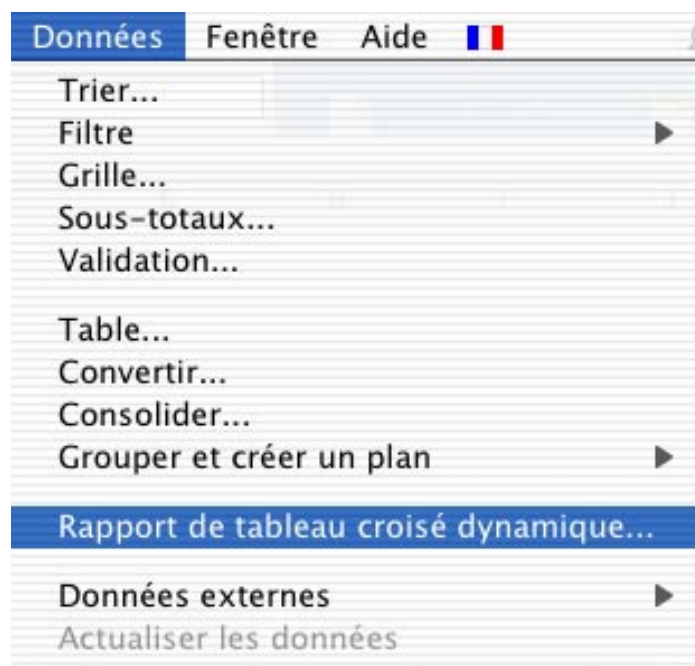 Données Fenêtre Aide
Trier...
Filtre
Grille...
Sous-totaux...
Validation...
Table...
Convertir...
Consolider...
Grouper et créer un plan
Rapport de tableau croisé dynamique...
Données externes
Actualiser les données